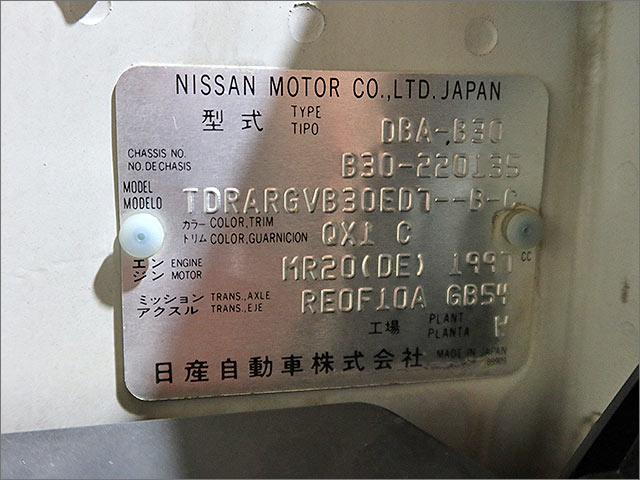 NISSAN MOTOR CO.,LTD. JAPAN
型式 TYPE TIPO DBA-B30
CHASSIS NO. NO. DE CHASIS B30-220135
MODEL MODELO TDRARGVB30ED7--B-C
カラー COLOR,TRIM トリム COLOR,GUARNICION QX1 C
エンジン ENGINE MOTOR MR20(DE) 1997 CC
ミッション アクスル TRANS.,AXLE TRANS.,EJE RE0F10A GB54
工場 PLANT PLANTA
日産自動車株式会社 MADE IN JAPAN